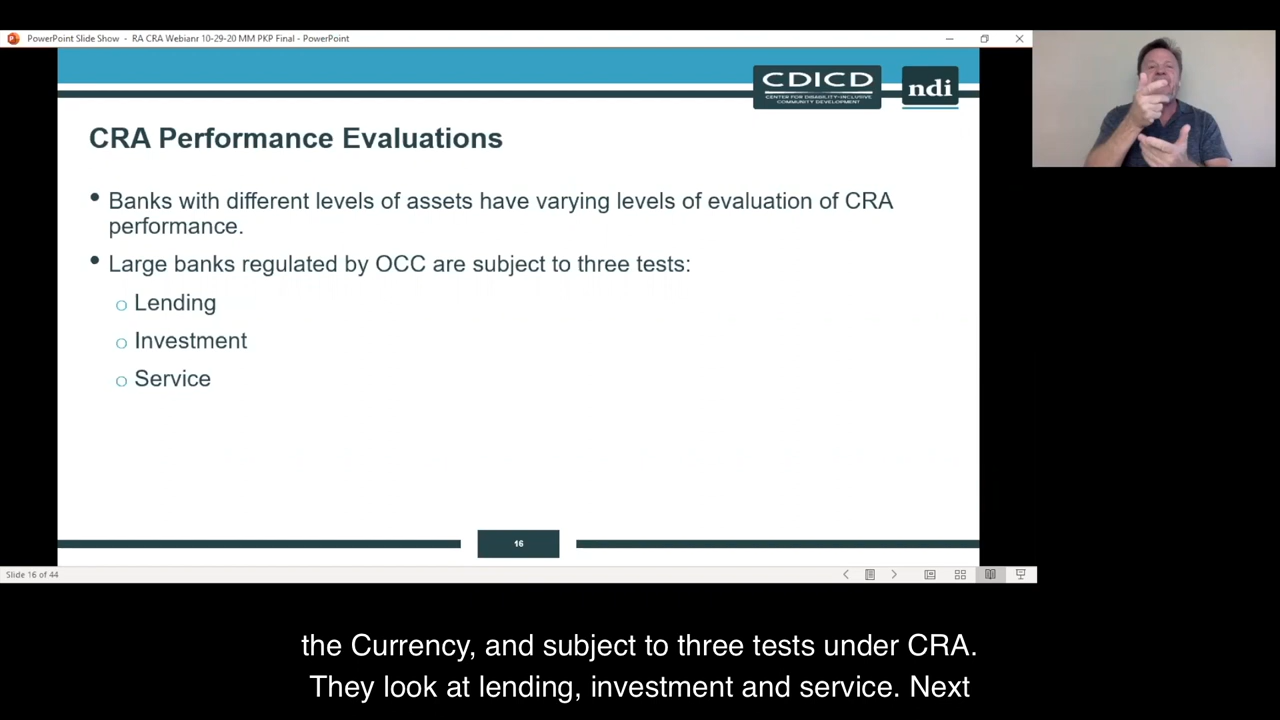 PowerPoint Slide Show - RA CRA Webianr 10-29-20 MM PKP Final - PowerPoint
CDICD
CENTER FOR DISABILITY-INCLUSIVE
COMMUNITY DEVELOPMENT
ndi
CRA Performance Evaluations
• Banks with different levels of assets have varying levels of evaluation of CRA
performance.
• Large banks regulated by OCC are subject to three tests:
o Lending
o Investment
o Service
16
Slide 16 of 44
the Currency, and subject to three tests under CRA.
They look at lending, investment and service. Next